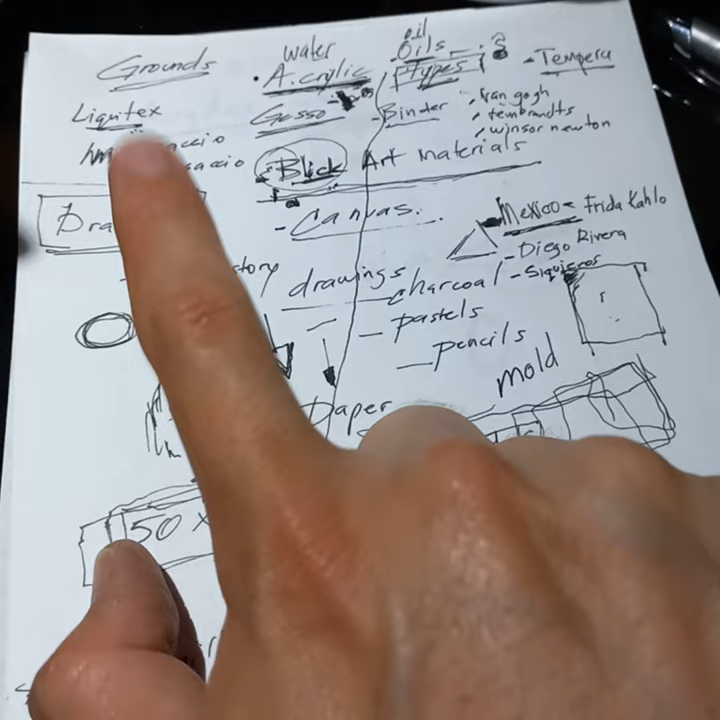 Grounds
Liquitex
water
A.crylic
Gesso
oil
Oils
Types
Binder
Tempera
van gogh
rembrandts
winsor newton
Blick Art materials
Canvas.
Mexico = Frida Kahlo
- Diego Rivera
- Siquieros
drawings
- charcoal
- pastels
- pencils
mold
paper
50 x